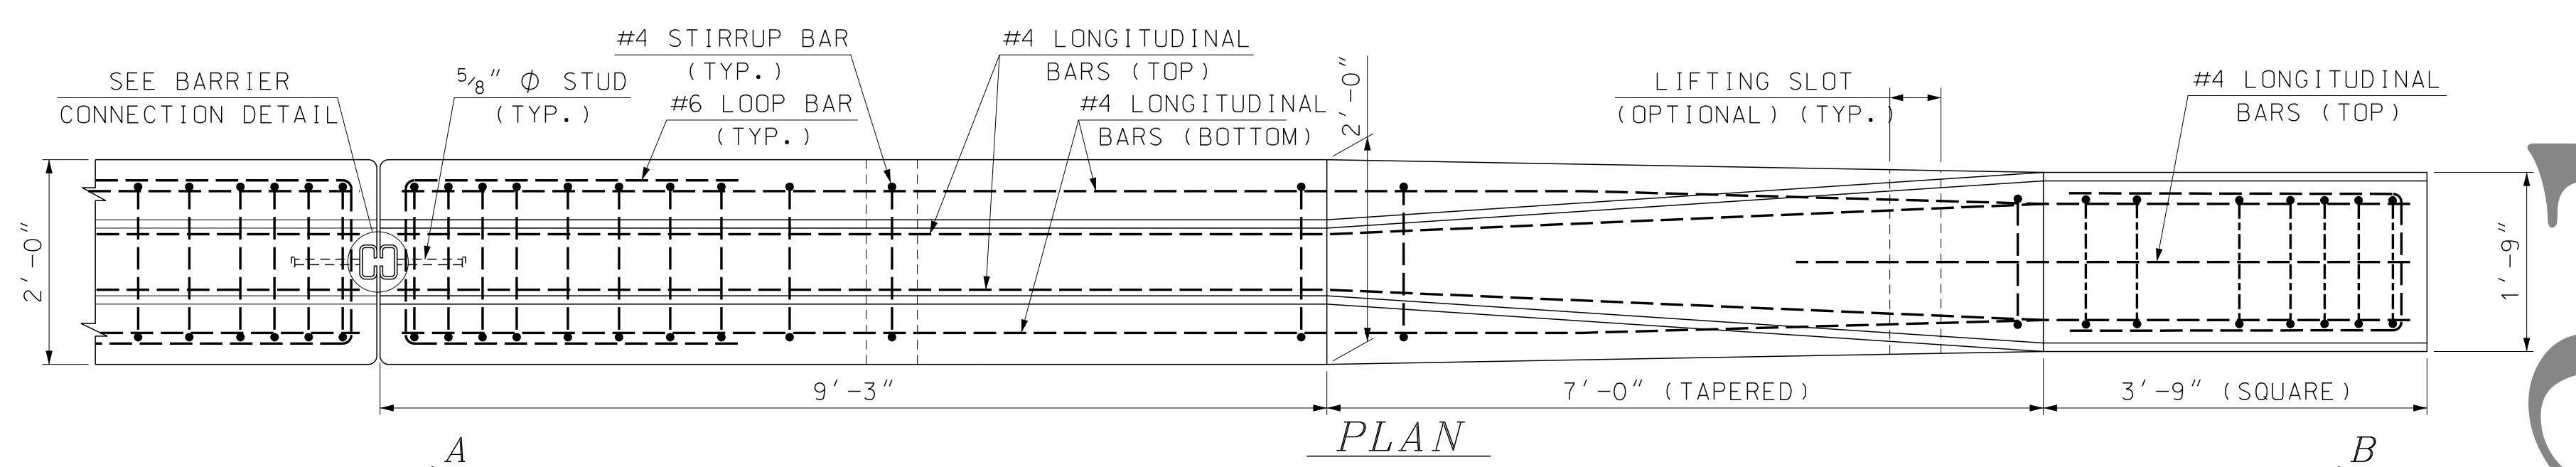 #4 STIRRUP BAR
(TYP.)
#4 LONGITUDINAL
BARS (TOP)
SEE BARRIER
CONNECTION DETAIL
5/8" Ø STUD
(TYP.)
#6 LOOP BAR
(TYP.)
#4 LONGITUDINAL
BARS (BOTTOM)
2'-0"
LIFTING SLOT
(OPTIONAL) (TYP.)
#4 LONGITUDINAL
BARS (TOP)
2'-0"
1'-9"
9'-3"
7'-0" (TAPERED)
3'-9" (SQUARE)
PLAN
A
B